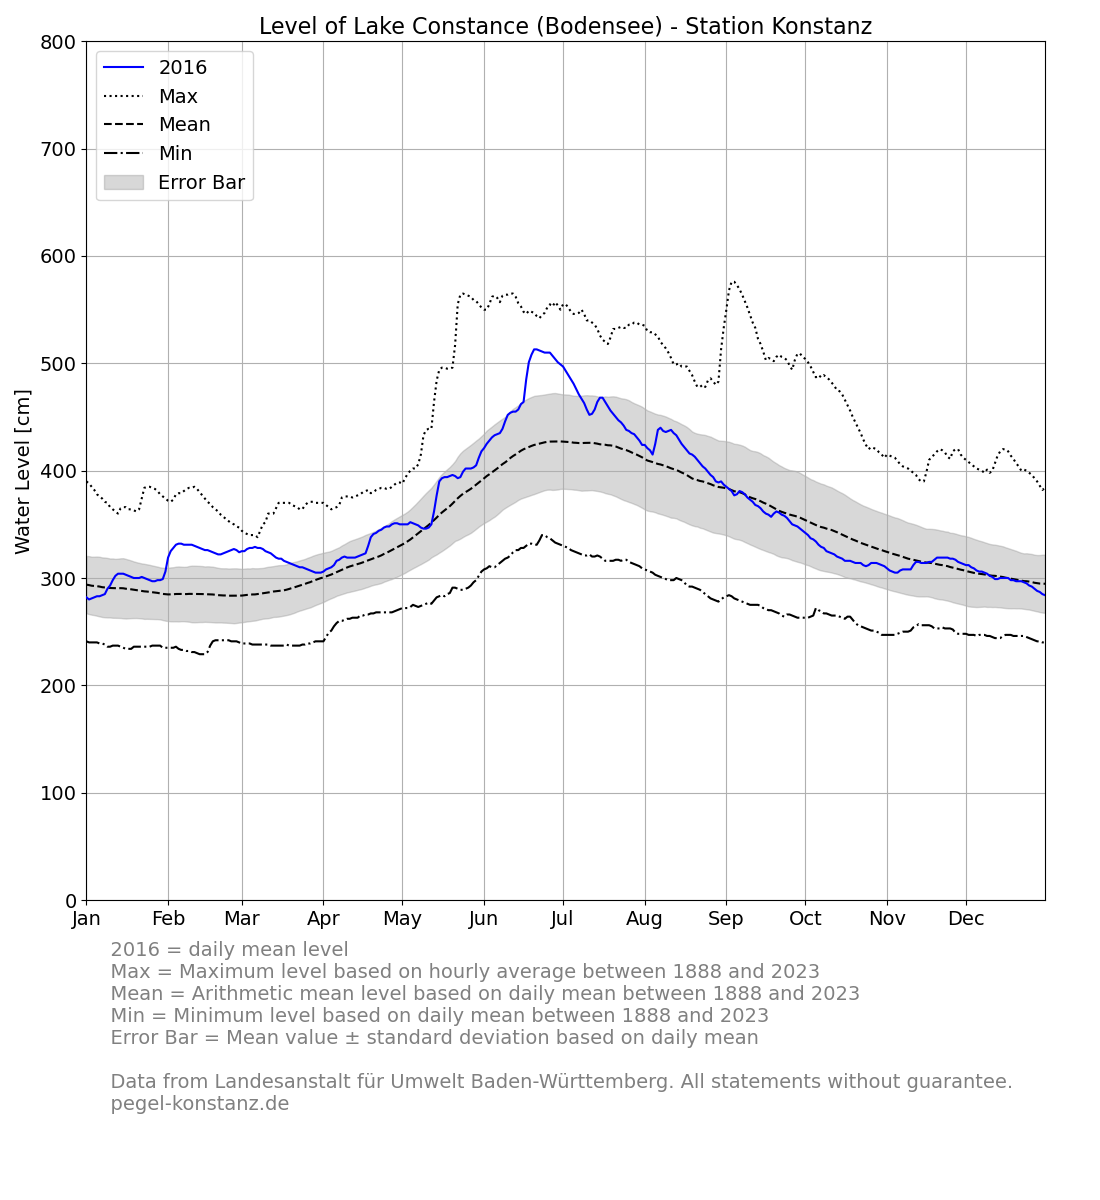 Level of Lake Constance (Bodensee) - Station Konstanz
800
700
600
500
400
300
200
100
0
Water Level [cm]
2016
Max
Mean
Min
Error Bar
Jan Feb Mar Apr May Jun Jul Aug Sep Oct Nov Dec
2016 = daily mean level
Max = Maximum level based on hourly average between 1888 and 2023
Mean = Arithmetic mean level based on daily mean between 1888 and 2023
Min = Minimum level based on daily mean between 1888 and 2023
Error Bar = Mean value ± standard deviation based on daily mean
Data from Landesanstalt für Umwelt Baden-Württemberg. All statements without guarantee.
pegel-konstanz.de